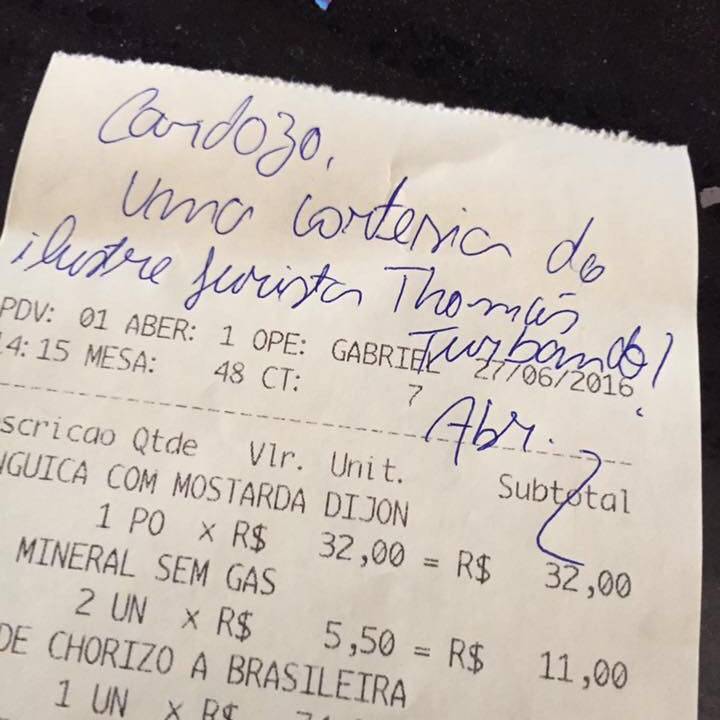 Cardozo,
uma cortesia do
ilustre jurista Thomás
Turbando!
Abr.
PDV: 01 ABER: 1 OPE: GABRIEL 27/06/2016
14:15 MESA: 48 CT: 7
scricao Qtde Vlr. Unit. Subtotal
NGUICA COM MOSTARDA DIJON
1 PO x R$ 32,00 = R$ 32,00
MINERAL SEM GAS
2 UN x R$ 5,50 = R$ 11,00
DE CHORIZO A BRASILEIRA
1 UN x R$